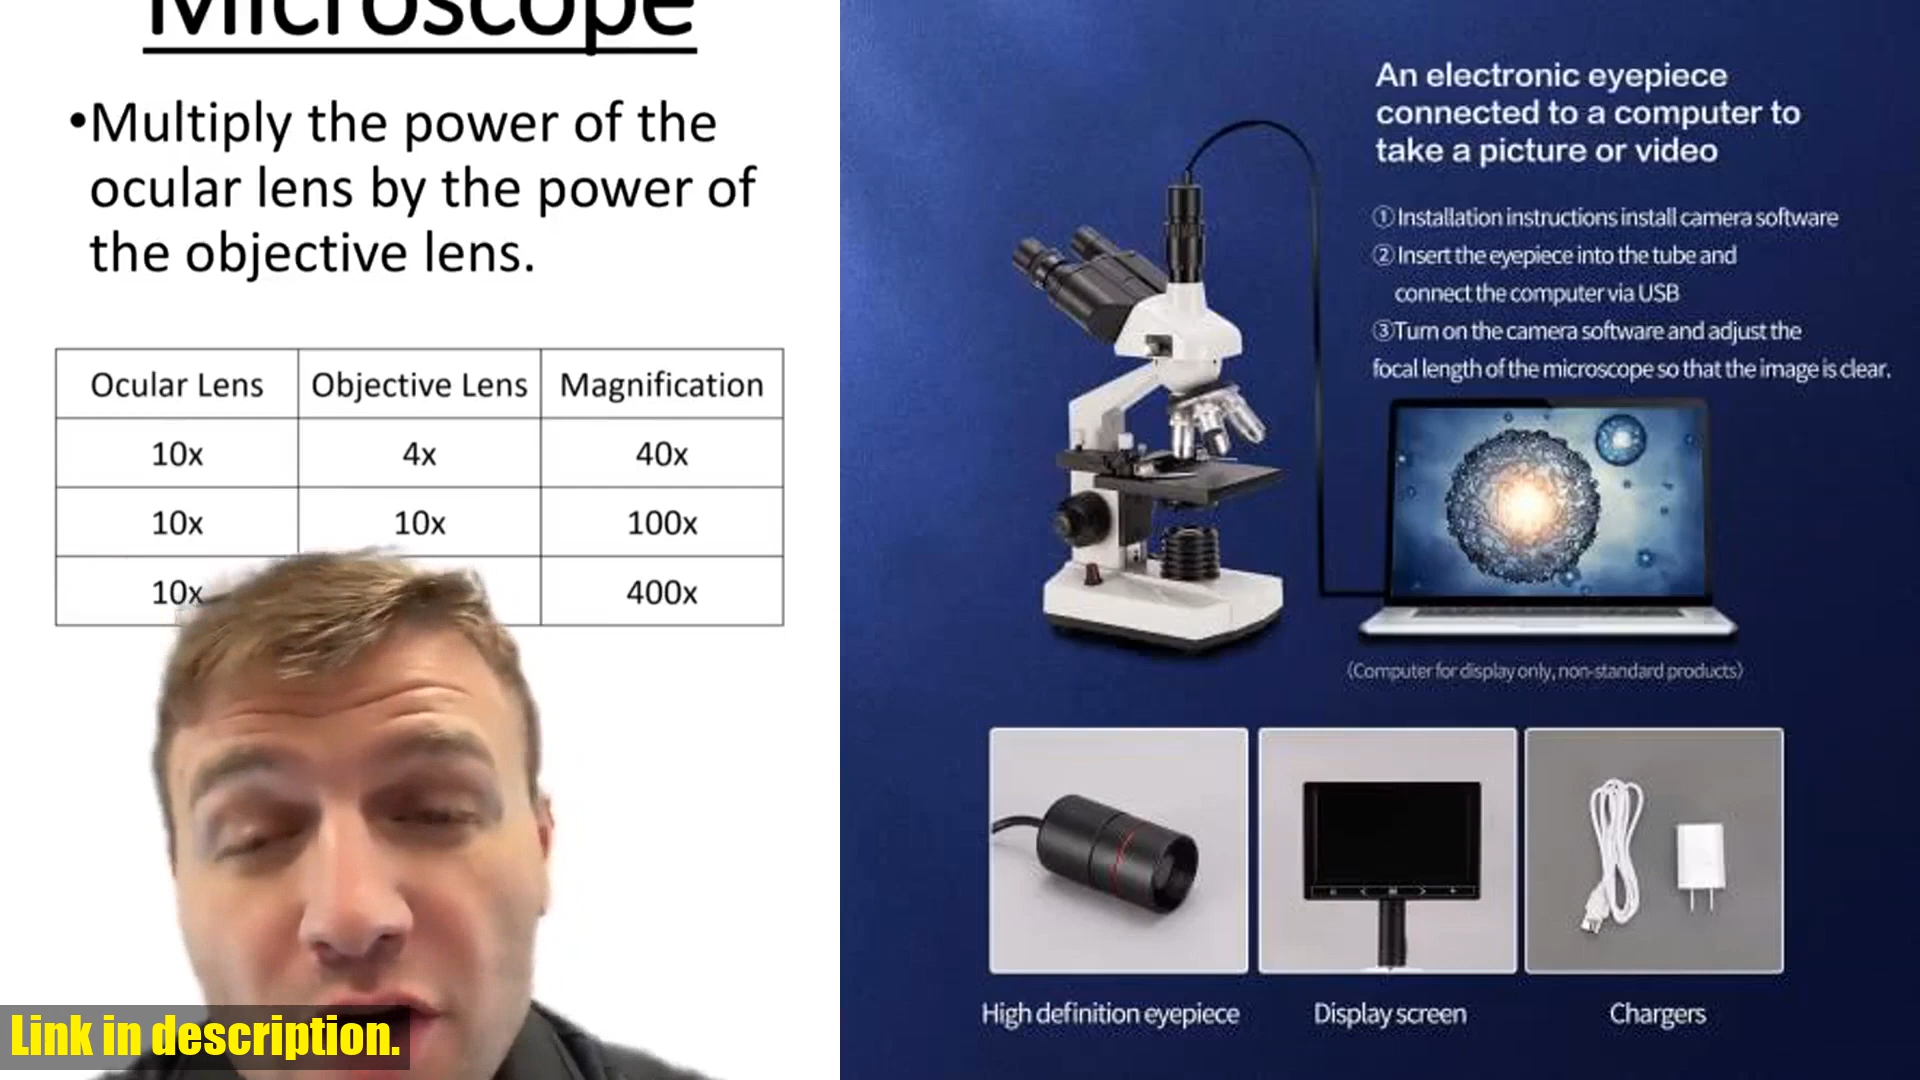 Microscope
•Multiply the power of the
ocular lens by the power of
the objective lens.
Ocular Lens Objective Lens Magnification
10x 4x 40x
10x 10x 100x
10x 400x
Link in description.
An electronic eyepiece
connected to a computer to
take a picture or video
①Installation instructions install camera software
②Insert the eyepiece into the tube and
connect the computer via USB
③Turn on the camera software and adjust the
focal length of the microscope so that the image is clear.
(Computer for display only, non-standard products)
High definition eyepiece
Display screen
Chargers